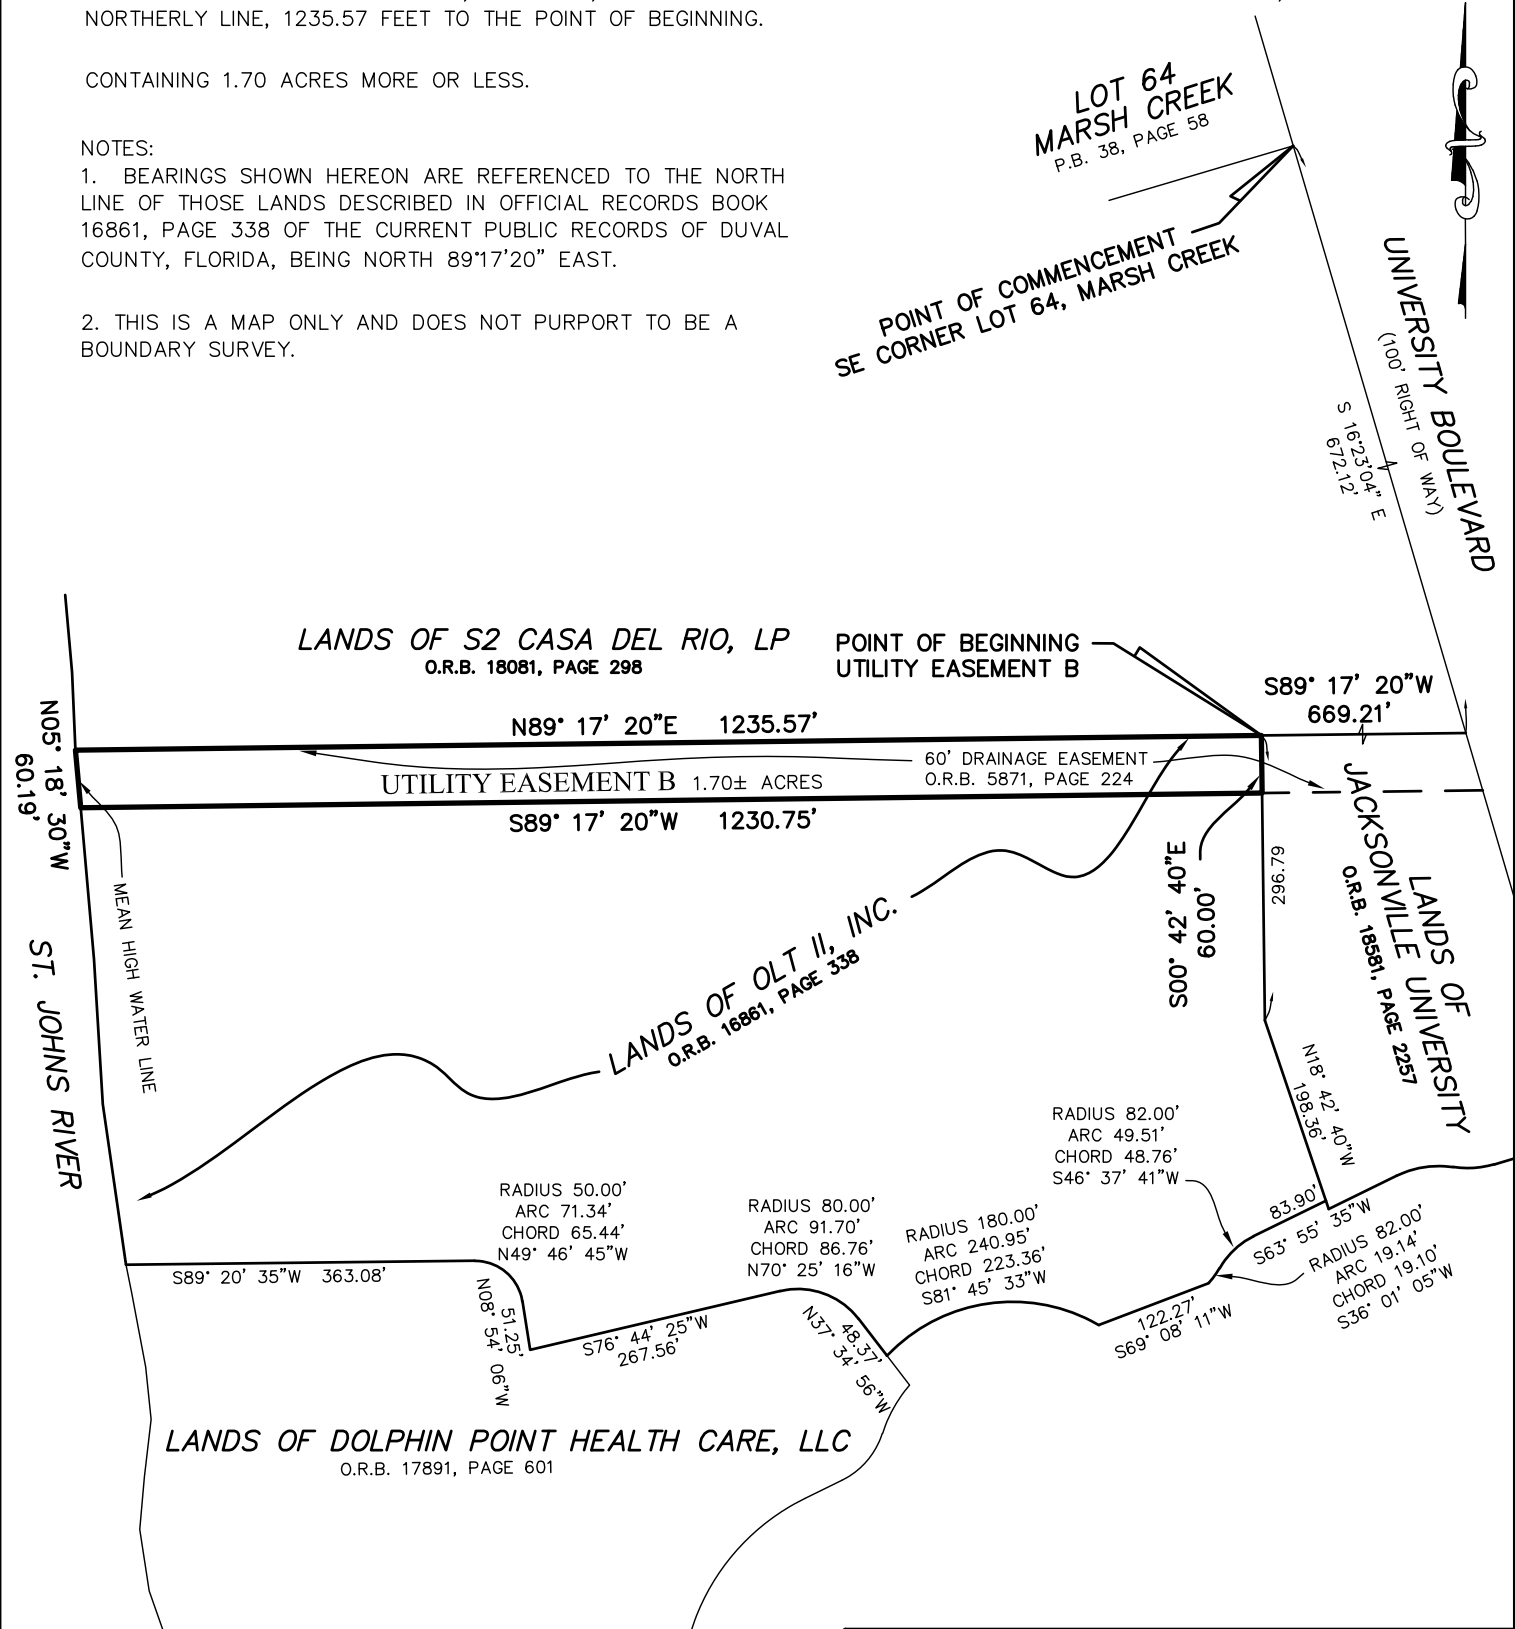 NORTHERLY LINE, 1235.57 FEET TO THE POINT OF BEGINNING.
CONTAINING 1.70 ACRES MORE OR LESS.
NOTES:
1. BEARINGS SHOWN HEREON ARE REFERENCED TO THE NORTH
LINE OF THOSE LANDS DESCRIBED IN OFFICIAL RECORDS BOOK
16861, PAGE 338 OF THE CURRENT PUBLIC RECORDS OF DUVAL
COUNTY, FLORIDA, BEING NORTH 89°17'20" EAST.
2. THIS IS A MAP ONLY AND DOES NOT PURPORT TO BE A
BOUNDARY SURVEY.
LOT 64
MARSH CREEK
P.B. 38, PAGE 58
POINT OF COMMENCEMENT
SE CORNER LOT 64, MARSH CREEK
UNIVERSITY BOULEVARD
(100' RIGHT OF WAY)
S 16°23'04" E
672.12'
LANDS OF S2 CASA DEL RIO, LP
O.R.B. 18081, PAGE 298
POINT OF BEGINNING
UTILITY EASEMENT B
S89° 17' 20"W
669.21'
N89° 17' 20"E 1235.57'
60' DRAINAGE EASEMENT
O.R.B. 5871, PAGE 224
UTILITY EASEMENT B 1.70± ACRES
S89° 17' 20"W 1230.75'
N05° 18' 30"W
60.19'
MEAN HIGH WATER LINE
ST. JOHNS RIVER
S00° 42' 40"E
60.00'
296.79
LANDS OF
JACKSONVILLE UNIVERSITY
O.R.B. 18581, PAGE 2257
LANDS OF OLT II, INC.
O.R.B. 16861, PAGE 338
N18° 42' 40"W
198.36'
RADIUS 82.00'
ARC 49.51'
CHORD 48.76'
S46° 37' 41"W
83.90'
S63° 55' 35"W
RADIUS 82.00'
ARC 19.14'
CHORD 19.10'
S36° 01' 05"W
RADIUS 50.00'
ARC 71.34'
CHORD 65.44'
N49° 46' 45"W
RADIUS 80.00'
ARC 91.70'
CHORD 86.76'
N70° 25' 16"W
RADIUS 180.00'
ARC 240.95'
CHORD 223.36'
S81° 45' 33"W
S89° 20' 35"W 363.08'
51.25'
N08° 54' 06"W
S76° 44' 25"W
267.56'
48.37'
N37° 34' 56"W
122.27'
S69° 08' 11"W
LANDS OF DOLPHIN POINT HEALTH CARE, LLC
O.R.B. 17891, PAGE 601